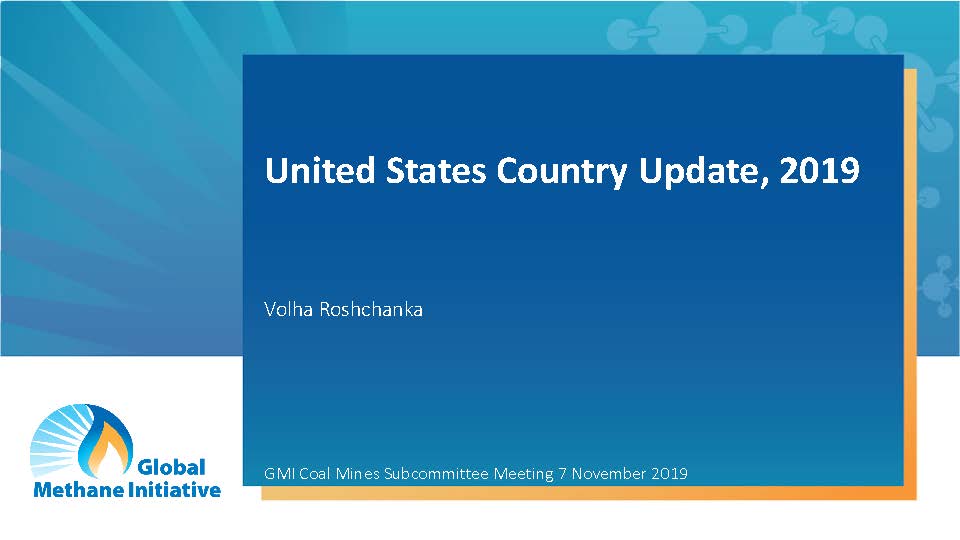 United States Country Update, 2019
Volha Roshchanka
Global
Methane Initiative
GMI Coal Mines Subcommittee Meeting 7 November 2019